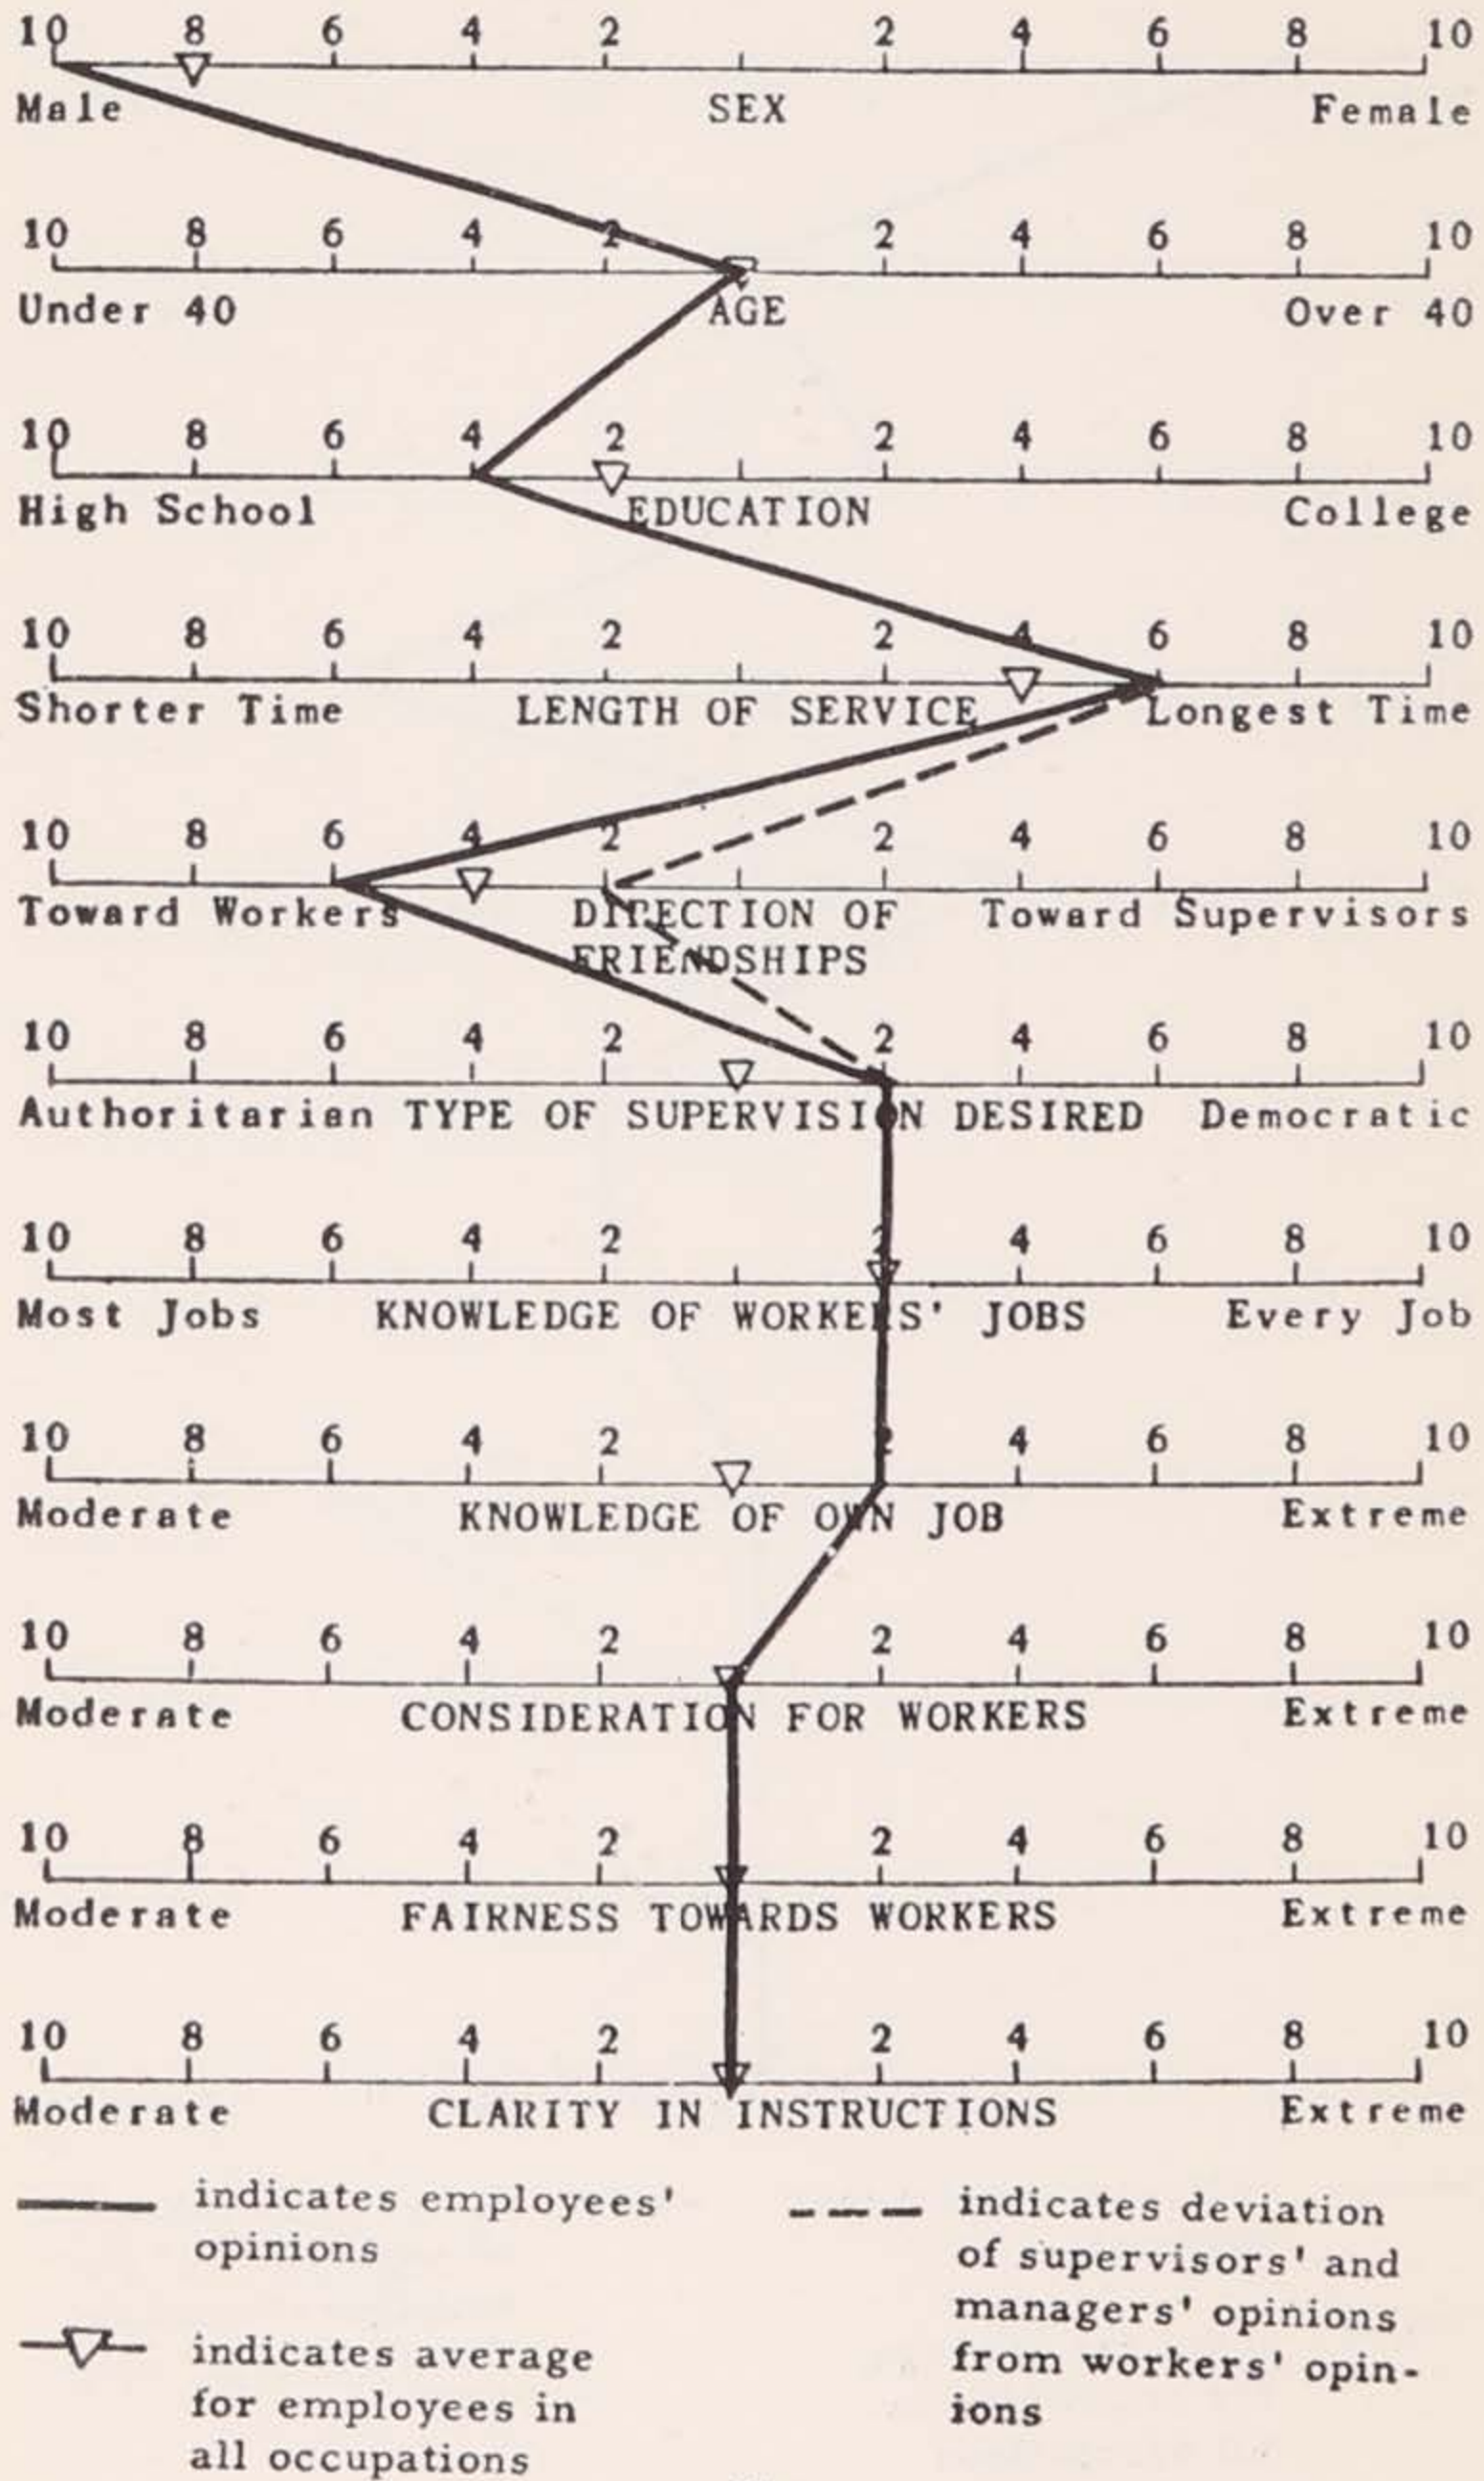 10 8 6 4 2 2 4 6 8 10
Male SEX Female
10 8 6 4 2 2 4 6 8 10
Under 40 AGE Over 40
10 8 6 4 2 2 4 6 8 10
High School EDUCATION College
10 8 6 4 2 2 4 6 8 10
Shorter Time LENGTH OF SERVICE Longest Time
10 8 6 4 2 2 4 6 8 10
Toward Workers DIRECTION OF Toward Supervisors
FRIENDSHIPS
10 8 6 4 2 2 4 6 8 10
Authoritarian TYPE OF SUPERVISION DESIRED Democratic
10 8 6 4 2 2 4 6 8 10
Most Jobs KNOWLEDGE OF WORKERS' JOBS Every Job
10 8 6 4 2 2 4 6 8 10
Moderate KNOWLEDGE OF OWN JOB Extreme
10 8 6 4 2 2 4 6 8 10
Moderate CONSIDERATION FOR WORKERS Extreme
10 8 6 4 2 2 4 6 8 10
Moderate FAIRNESS TOWARDS WORKERS Extreme
10 8 6 4 2 2 4 6 8 10
Moderate CLARITY IN INSTRUCTIONS Extreme
indicates employees'
opinions
indicates average
for employees in
all occupations
indicates deviation
of supervisors' and
managers' opinions
from workers' opin-
ions